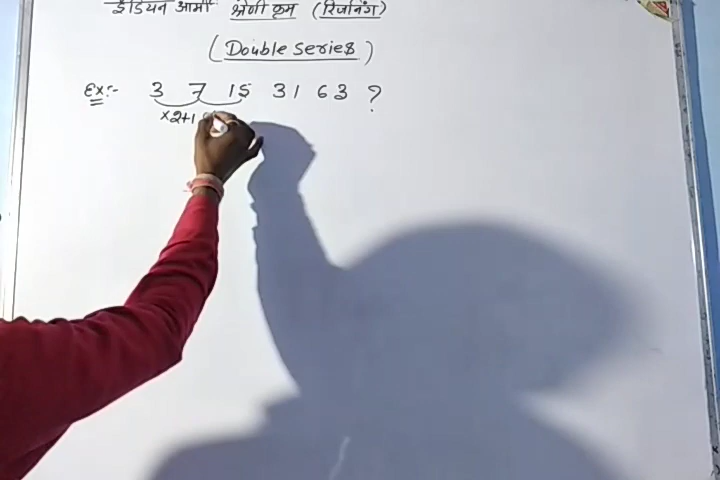 इंडियन आर्मी श्रेणी क्रम (रिजनिंग)
(Double series)
Ex:- 3 7 15 31 63 ?
×2+1